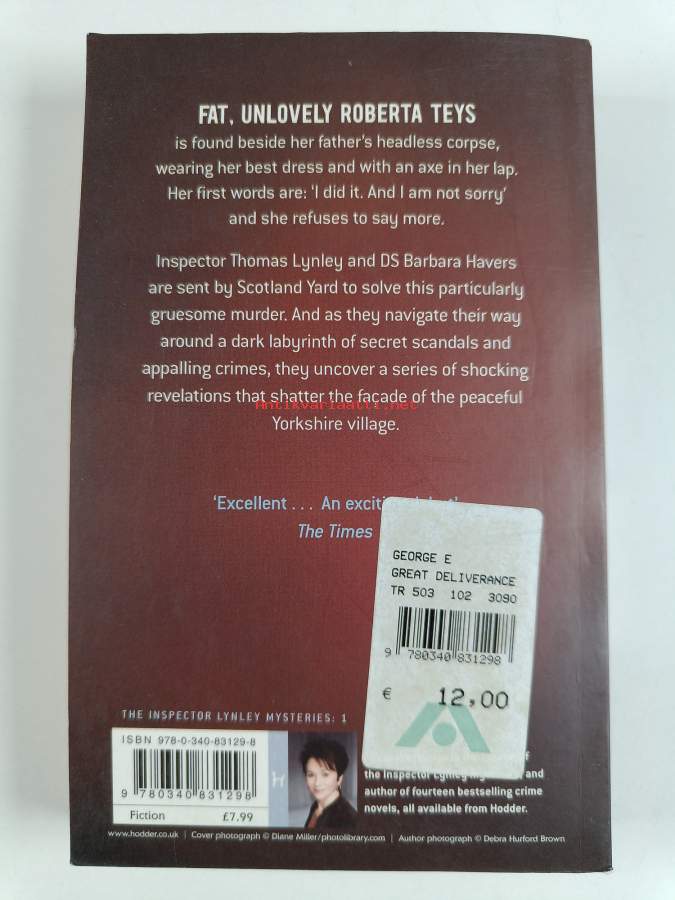 FAT, UNLOVELY ROBERTA TEYS
is found beside her father's headless corpse,
wearing her best dress and with an axe in her lap.
Her first words are: 'I did it. And I am not sorry'
and she refuses to say more.
Inspector Thomas Lynley and DS Barbara Havers
are sent by Scotland Yard to solve this particularly
gruesome murder. And as they navigate their way
around a dark labyrinth of secret scandals and
appalling crimes, they uncover a series of shocking
revelations that shatter the façade of the peaceful
Antikvariaatti.net
Yorkshire village.
'Excellent . . . An
The Times
GEORGE E
GREAT DELIVERANCE
TR 503 102 3090
9 780340 831298
€ 12,00
THE INSPECTOR LYNLEY MYSTERIES: 1
ISBN 978-0-340-83129-8
9 780340 831298
Fiction £7.99
the Inspector Lynley and
author of fourteen bestselling crime
novels, all available from Hodder.
www.hodder.co.uk | Cover photograph © Diane Miller/photolibrary.com | Author photograph © Debra Hurford Brown